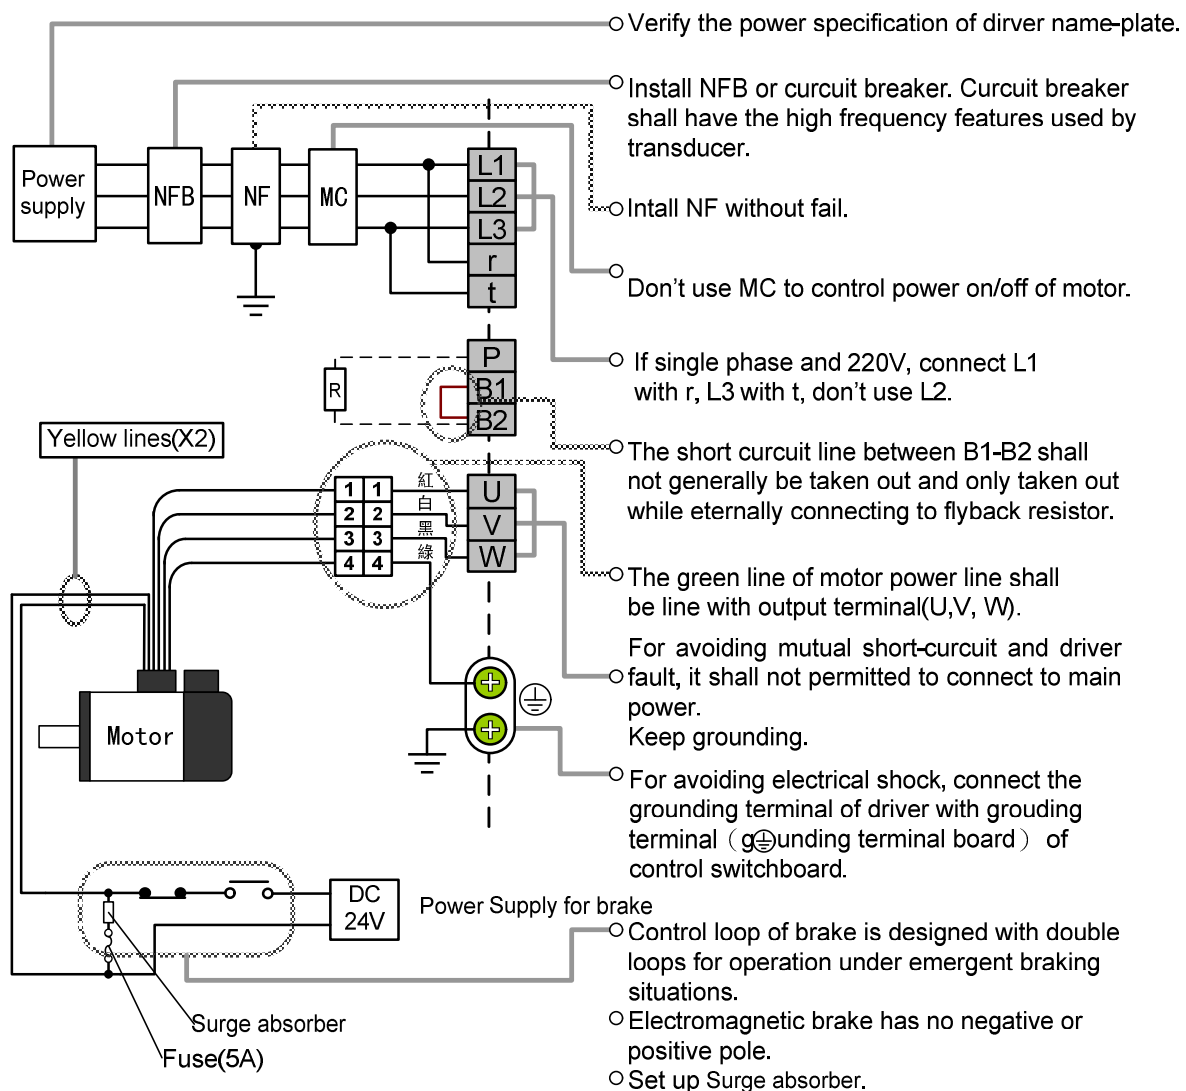 Verify the power specification of dirver name-plate.
Install NFB or curcuit breaker. Curcuit breaker
shall have the high frequency features used by
transducer.
Power
supply
NFB
NF
MC
L1
L2
L3
r
t
Intall NF without fail.
Don't use MC to control power on/off of motor.
P
B1
B2
R
If single phase and 220V, connect L1
with r, L3 with t, don't use L2.
Yellow lines(X2)
The short curcuit line between B1-B2 shall
not generally be taken out and only taken out
while eternally connecting to flyback resistor.
1 1 紅 U
2 2 白 V
3 3 黑 W
4 4 綠
The green line of motor power line shall
be line with output terminal(U,V, W).
For avoiding mutual short-curcuit and driver
fault, it shall not permitted to connect to main
power.
Keep grounding.
Motor
For avoiding electrical shock, connect the
grounding terminal of driver with grouding
terminal（g unding terminal board）of
control switchboard.
DC
24V
Power Supply for brake
Control loop of brake is designed with double
loops for operation under emergent braking
situations.
Electromagnetic brake has no negative or
positive pole.
Set up Surge absorber.
Surge absorber
Fuse(5A)